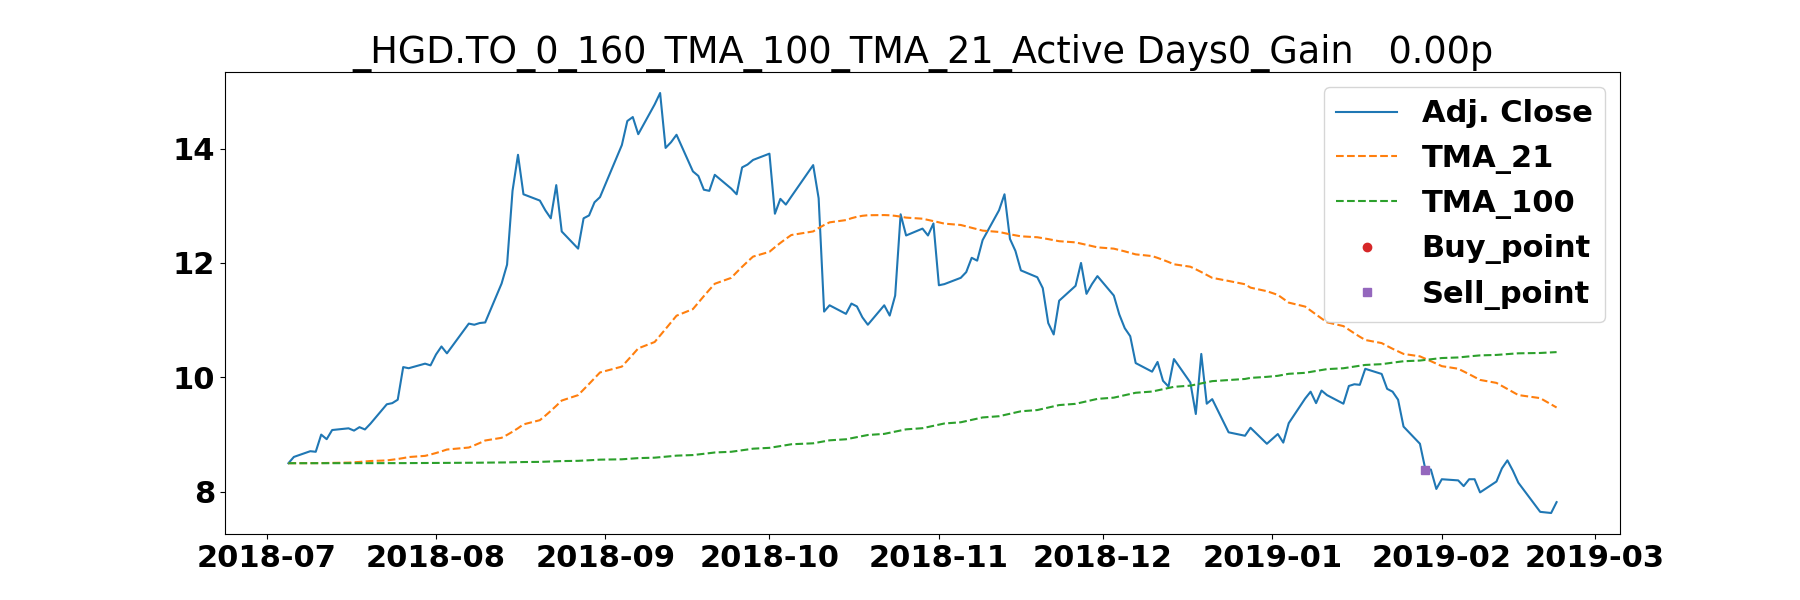 _HGD.TO_0_160_TMA_100_TMA_21_Active Days0_Gain   0.00p
Adj. Close
TMA_21
TMA_100
Buy_point
Sell_point
14
12
10
8
2018-07 2018-08 2018-09 2018-10 2018-11 2018-12 2019-01 2019-02 2019-03